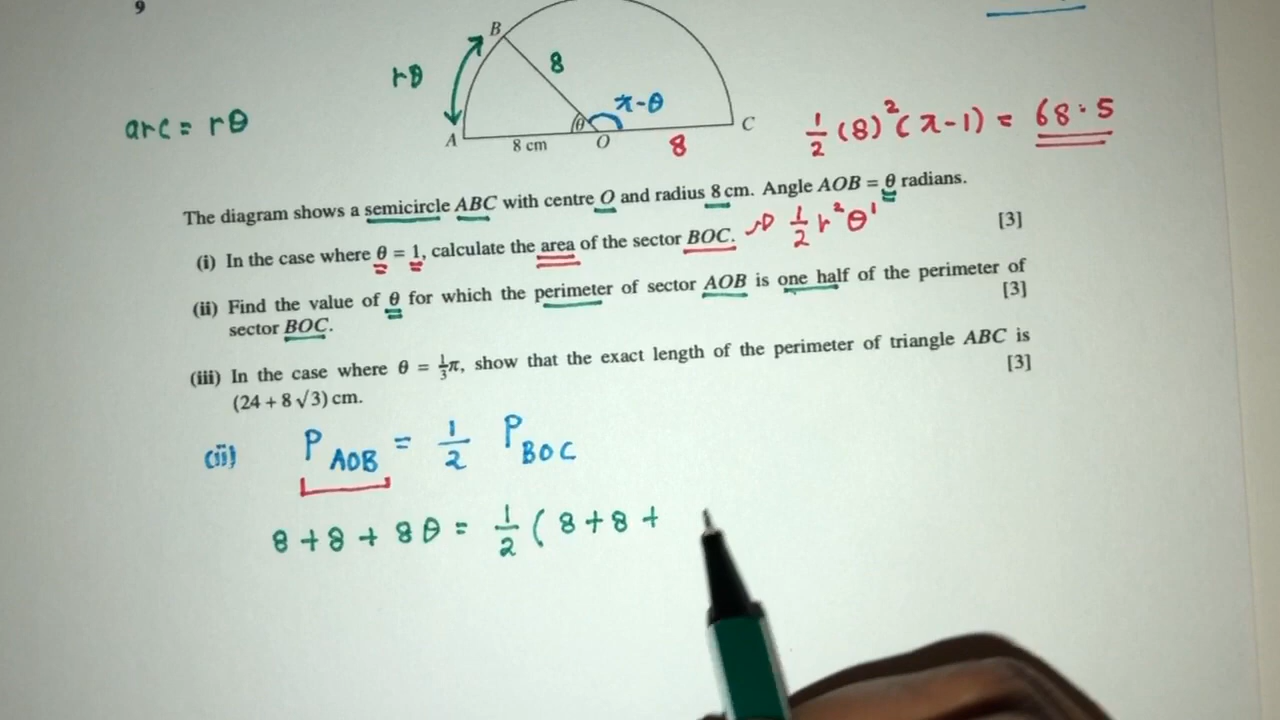 9
B
rθ
8
arc = rθ
π-θ
θ
A
8 cm
O
8
C
1/2 (8)² (π-1) = 68.5
The diagram shows a semicircle ABC with centre O and radius 8 cm. Angle AOB = θ radians.
(i) In the case where θ = 1, calculate the area of the sector BOC. → 1/2 r² θ' [3]
(ii) Find the value of θ for which the perimeter of sector AOB is one half of the perimeter of
sector BOC. [3]
(iii) In the case where θ = 1/3π, show that the exact length of the perimeter of triangle ABC is
(24 + 8√3) cm. [3]
(ii) P AOB = 1/2 P BOC
8 + 8 + 8θ = 1/2 ( 8 + 8 +